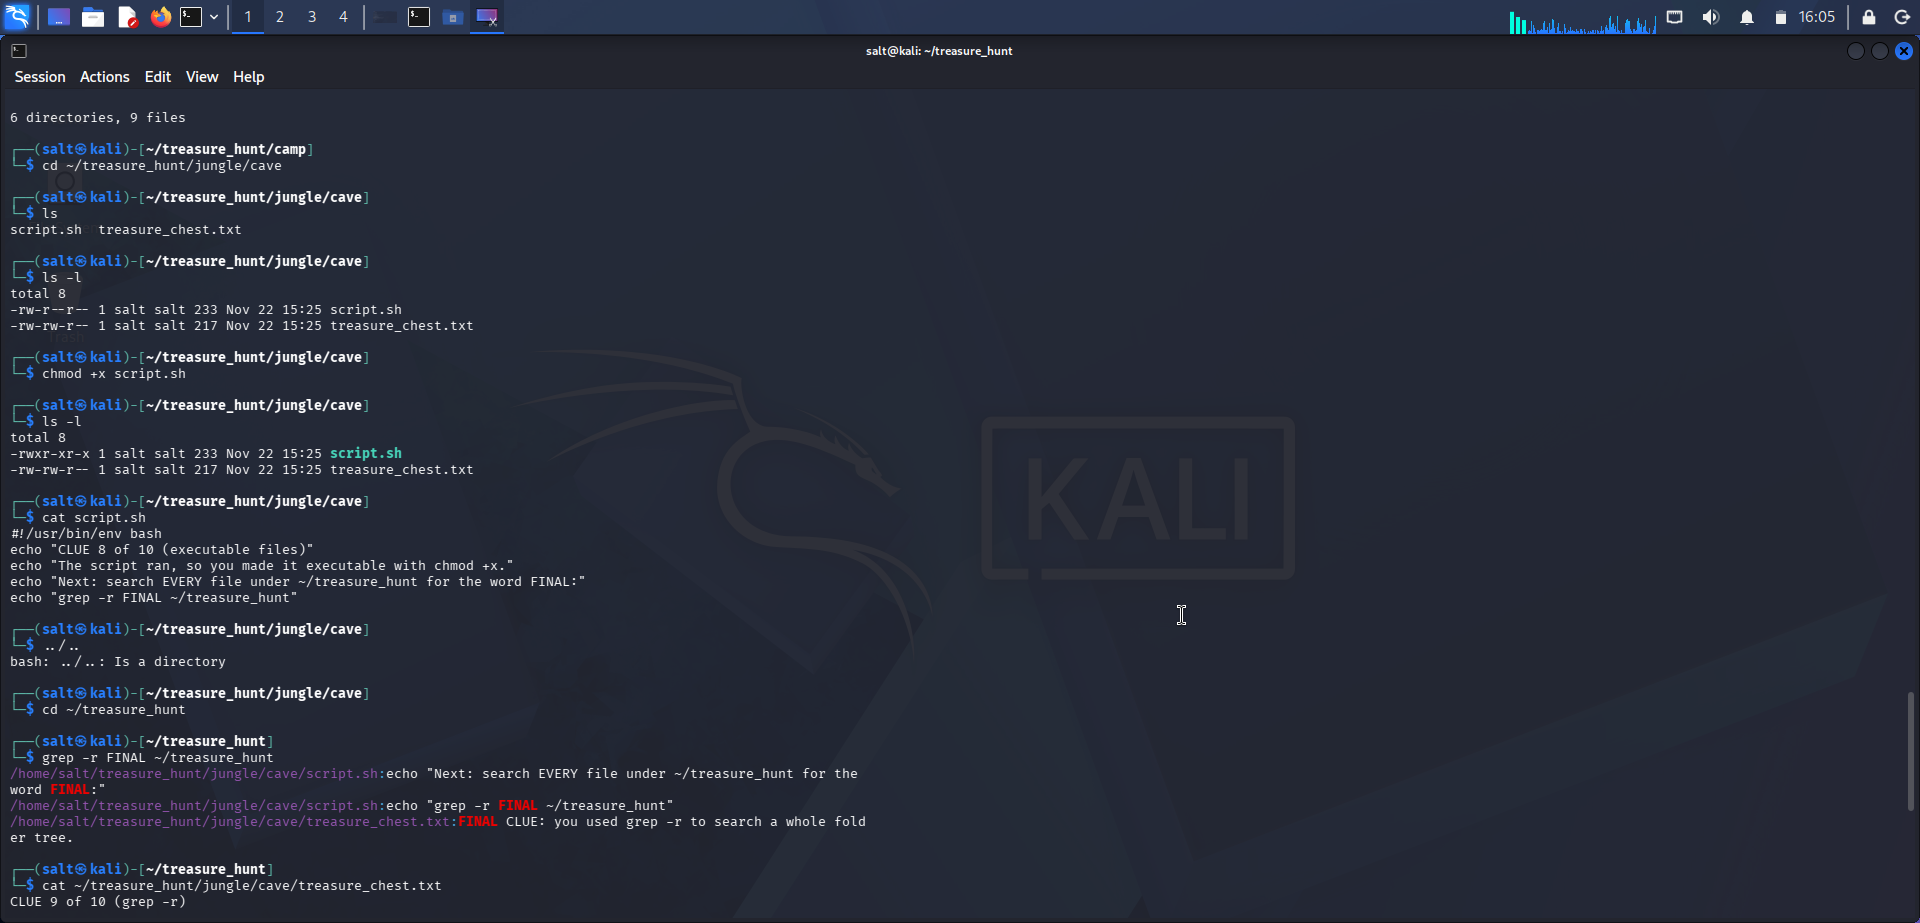 16:05
1 2 3 4
salt@kali: ~/treasure_hunt
Session Actions Edit View Help
6 directories, 9 files
┌──(salt㉿kali)-[~/treasure_hunt/camp]
└─$ cd ~/treasure_hunt/jungle/cave
┌──(salt㉿kali)-[~/treasure_hunt/jungle/cave]
└─$ ls
script.sh  treasure_chest.txt
┌──(salt㉿kali)-[~/treasure_hunt/jungle/cave]
└─$ ls -l
total 8
-rw-r--r-- 1 salt salt 233 Nov 22 15:25 script.sh
-rw-rw-r-- 1 salt salt 217 Nov 22 15:25 treasure_chest.txt
┌──(salt㉿kali)-[~/treasure_hunt/jungle/cave]
└─$ chmod +x script.sh
┌──(salt㉿kali)-[~/treasure_hunt/jungle/cave]
└─$ ls -l
total 8
-rwxr-xr-x 1 salt salt 233 Nov 22 15:25 script.sh
-rw-rw-r-- 1 salt salt 217 Nov 22 15:25 treasure_chest.txt
┌──(salt㉿kali)-[~/treasure_hunt/jungle/cave]
└─$ cat script.sh
#!/usr/bin/env bash
echo "CLUE 8 of 10 (executable files)"
echo "The script ran, so you made it executable with chmod +x."
echo "Next: search EVERY file under ~/treasure_hunt for the word FINAL:"
echo "grep -r FINAL ~/treasure_hunt"
┌──(salt㉿kali)-[~/treasure_hunt/jungle/cave]
└─$ ../..
bash: ../..: Is a directory
┌──(salt㉿kali)-[~/treasure_hunt/jungle/cave]
└─$ cd ~/treasure_hunt
┌──(salt㉿kali)-[~/treasure_hunt]
└─$ grep -r FINAL ~/treasure_hunt
/home/salt/treasure_hunt/jungle/cave/script.sh:echo "Next: search EVERY file under ~/treasure_hunt for the
word FINAL:"
/home/salt/treasure_hunt/jungle/cave/script.sh:echo "grep -r FINAL ~/treasure_hunt"
/home/salt/treasure_hunt/jungle/cave/treasure_chest.txt:FINAL CLUE: you used grep -r to search a whole fold
er tree.
┌──(salt㉿kali)-[~/treasure_hunt]
└─$ cat ~/treasure_hunt/jungle/cave/treasure_chest.txt
CLUE 9 of 10 (grep -r)
KALI